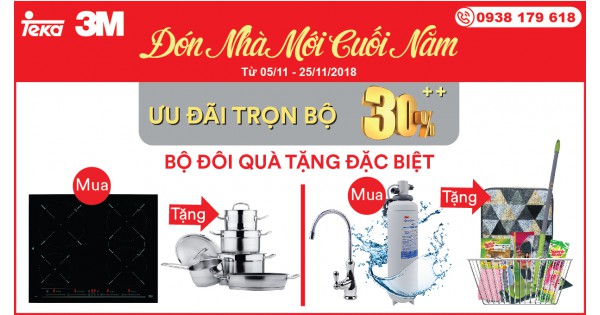 Teka 3M
0938 179 618
Đón Nhà Mới Cuối Năm
Từ 05/11 - 25/11/2018
ƯU ĐÃI TRỌN BỘ 30%++
BỘ ĐÔI QUÀ TẶNG ĐẶC BIỆT
Mua
Tặng
Mua
Tặng
3M